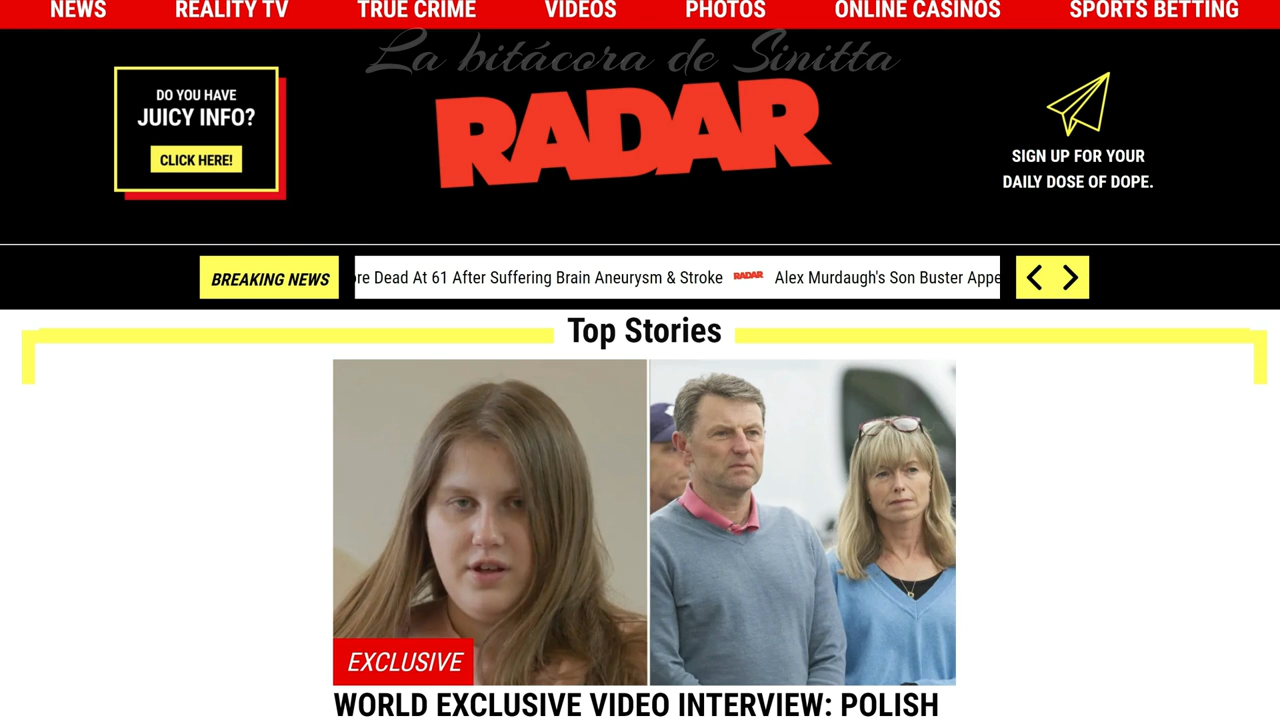 NEWS REALITY TV TRUE CRIME VIDEOS PHOTOS ONLINE CASINOS SPORTS BETTING
La bitácora de Sinitta
DO YOU HAVE
JUICY INFO?
CLICK HERE!
RADAR
SIGN UP FOR YOUR
DAILY DOSE OF DOPE.
BREAKING NEWS
Dead At 61 After Suffering Brain Aneurysm & Stroke RADAR Alex Murdaugh's Son Buster
Top Stories
EXCLUSIVE
WORLD EXCLUSIVE VIDEO INTERVIEW: POLISH